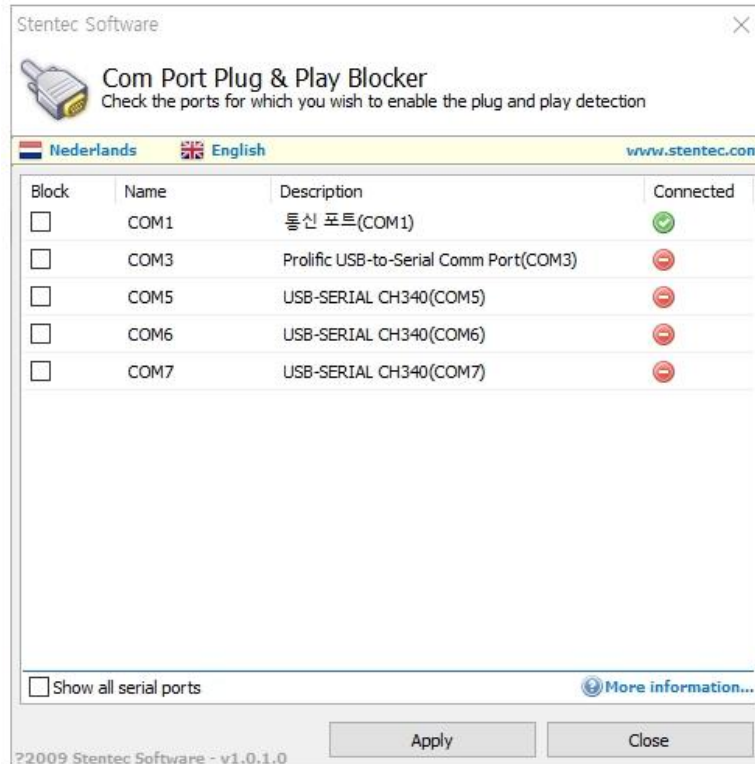 Stentec Software
Com Port Plug & Play Blocker
Check the ports for which you wish to enable the plug and play detection
Nederlands English www.stentec.com
Block Name Description Connected
COM1 통신 포트(COM1)
COM3 Prolific USB-to-Serial Comm Port(COM3)
COM5 USB-SERIAL CH340(COM5)
COM6 USB-SERIAL CH340(COM6)
COM7 USB-SERIAL CH340(COM7)
Show all serial ports More information...
Apply Close
?2009 Stentec Software - v1.0.1.0